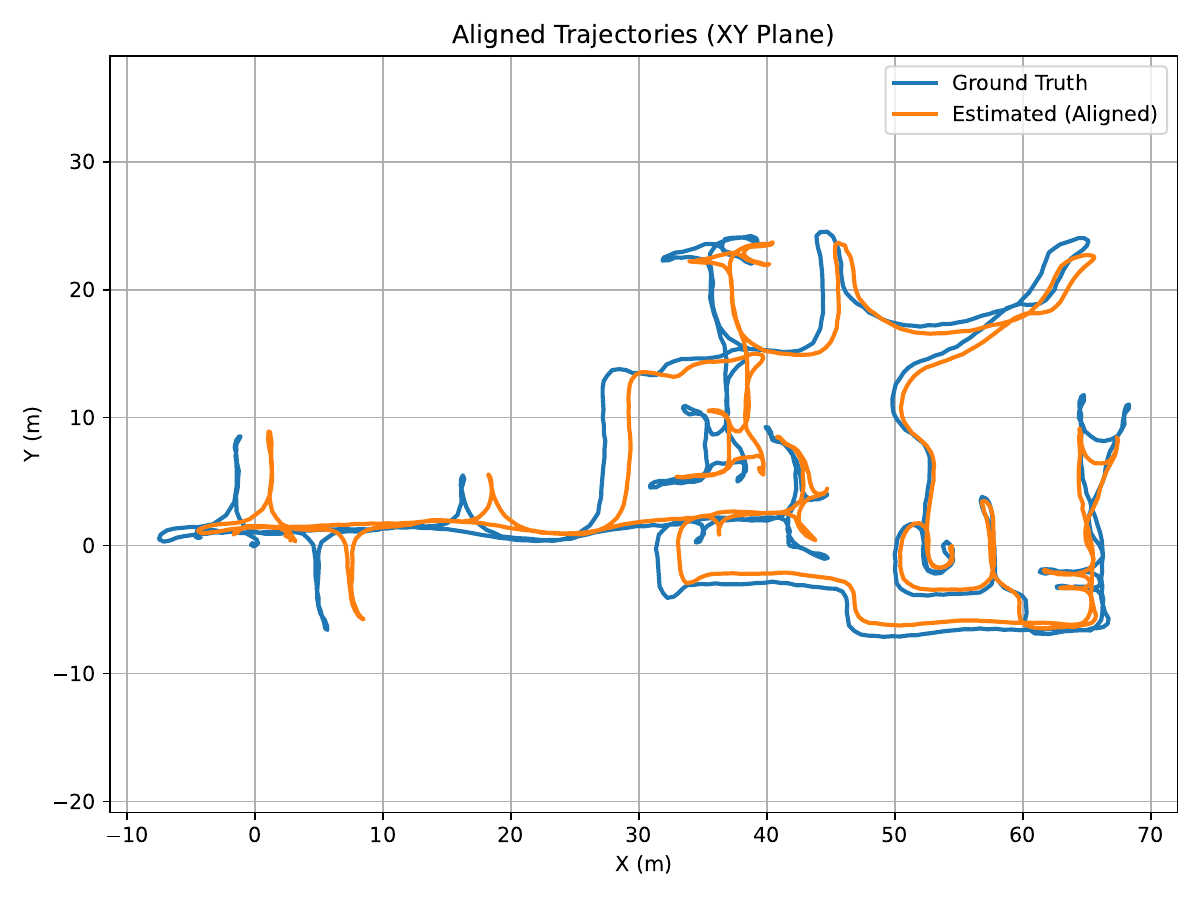 Aligned Trajectories (XY Plane)
Ground Truth
Estimated (Aligned)
30
20
10
0
−10
−20
Y (m)
−10 0 10 20 30 40 50 60 70
X (m)